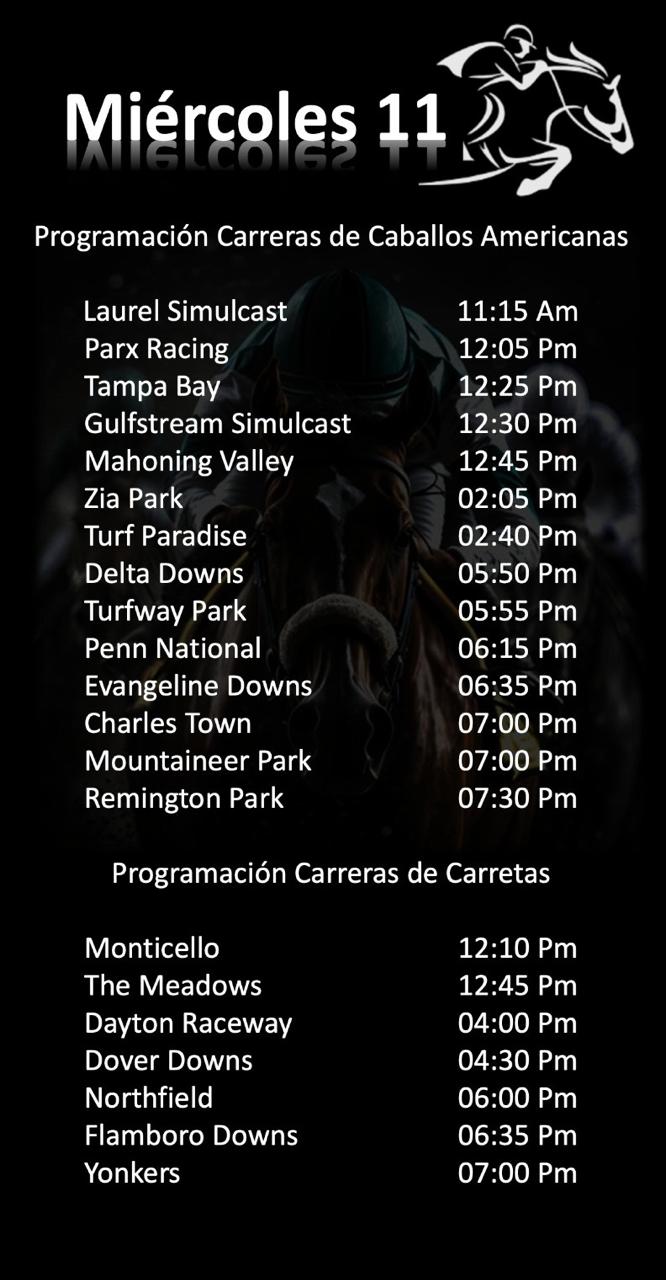 Miércoles 11
Programación Carreras de Caballos Americanas
Laurel Simulcast 11:15 Am
Parx Racing 12:05 Pm
Tampa Bay 12:25 Pm
Gulfstream Simulcast 12:30 Pm
Mahoning Valley 12:45 Pm
Zia Park 02:05 Pm
Turf Paradise 02:40 Pm
Delta Downs 05:50 Pm
Turfway Park 05:55 Pm
Penn National 06:15 Pm
Evangeline Downs 06:35 Pm
Charles Town 07:00 Pm
Mountaineer Park 07:00 Pm
Remington Park 07:30 Pm
Programación Carreras de Carretas
Monticello 12:10 Pm
The Meadows 12:45 Pm
Dayton Raceway 04:00 Pm
Dover Downs 04:30 Pm
Northfield 06:00 Pm
Flamboro Downs 06:35 Pm
Yonkers 07:00 Pm